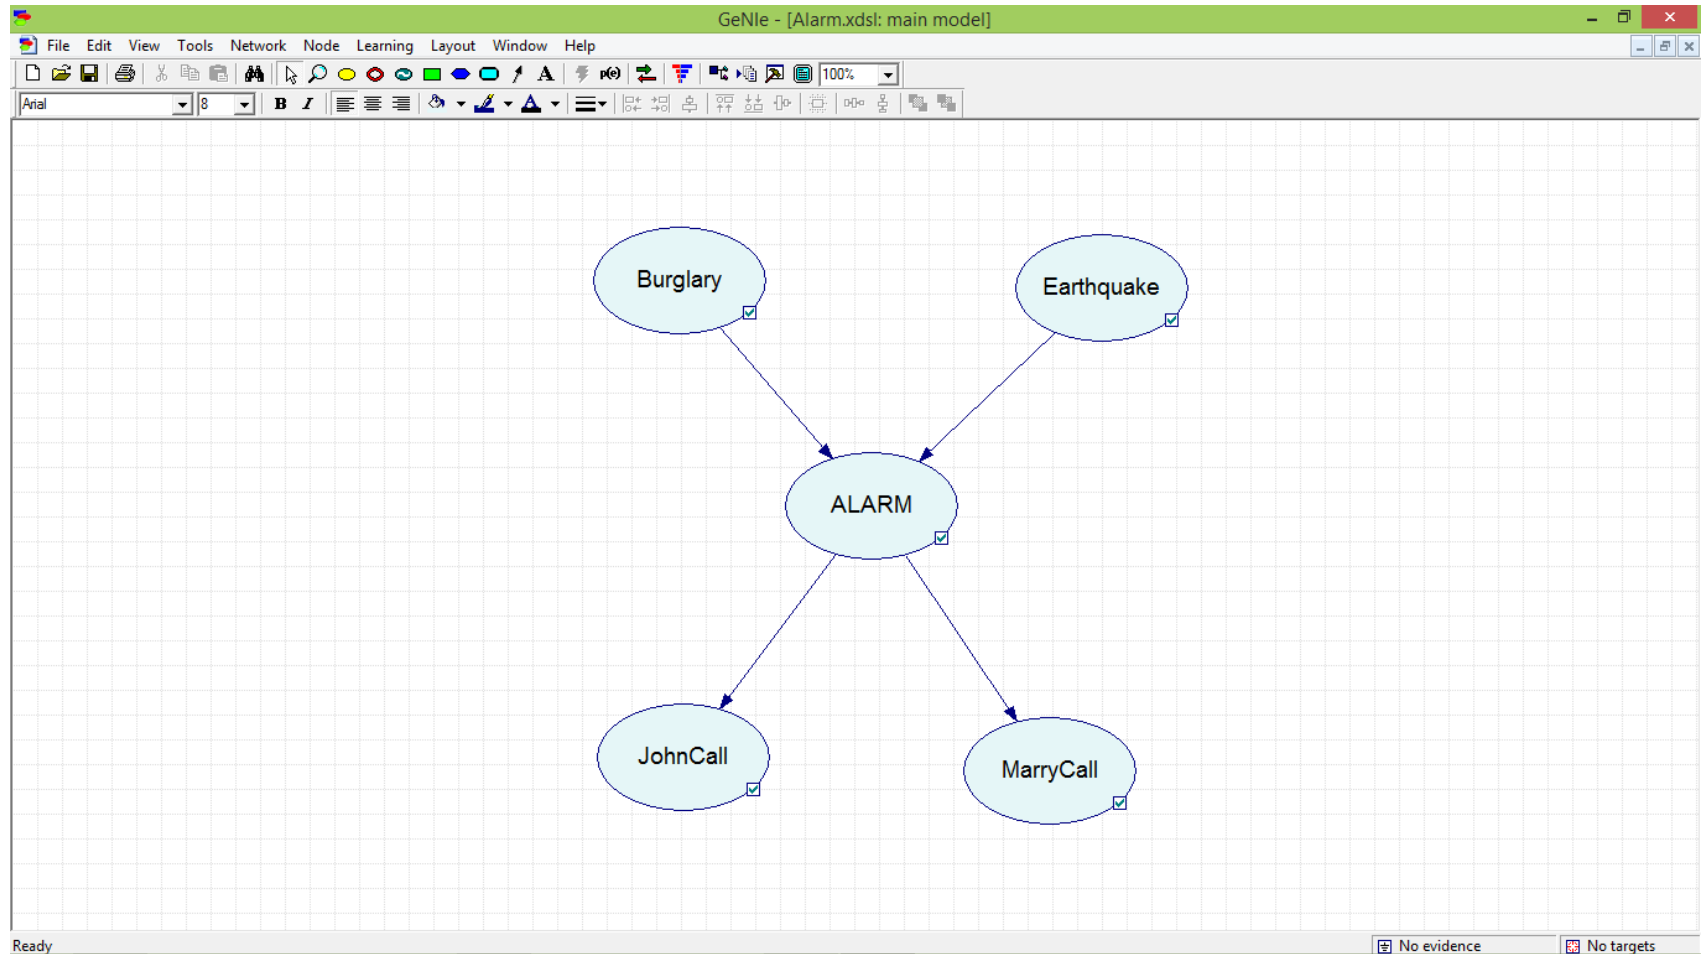 GeNIe - [Alarm.xdsl: main model]
File Edit View Tools Network Node Learning Layout Window Help
A P(e) 100%
Arial 8 B I A
Burglary
Earthquake
ALARM
JohnCall
MarryCall
Ready No evidence No targets